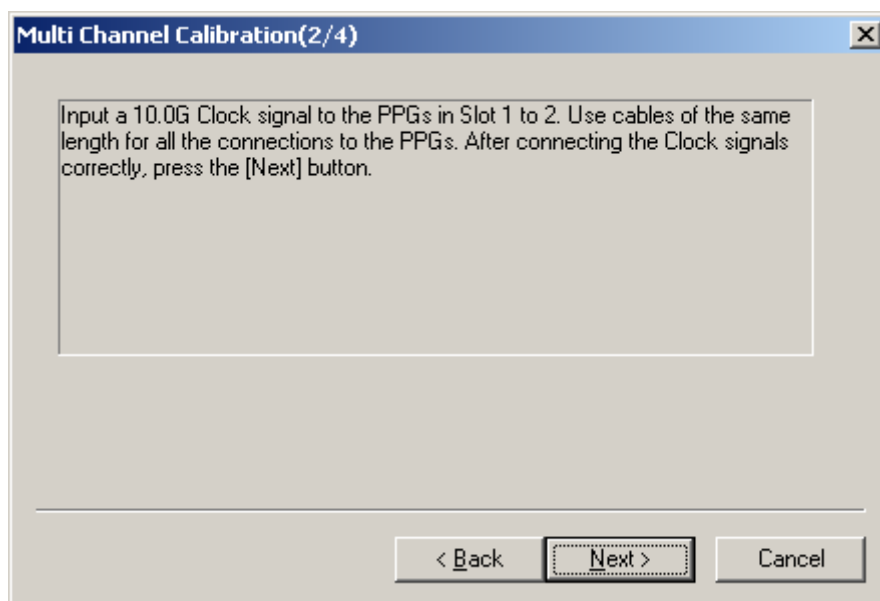 Multi Channel Calibration(2/4)
Input a 10.0G Clock signal to the PPGs in Slot 1 to 2. Use cables of the same
length for all the connections to the PPGs. After connecting the Clock signals
correctly, press the [Next] button.
< Back
Next >
Cancel